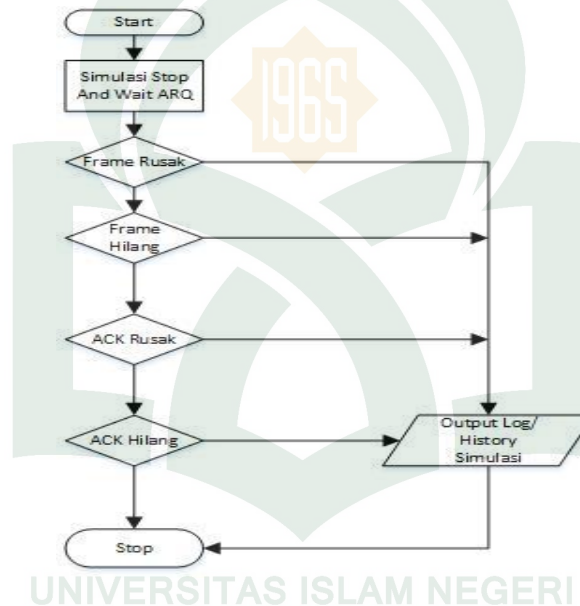 Start
Simulasi Stop
And Wait ARQ
1965
Frame Rusak
Frame
Hilang
ACK Rusak
ACK Hilang
Output Log/
History
Simulasi
Stop
UNIVERSITAS ISLAM NEGERI